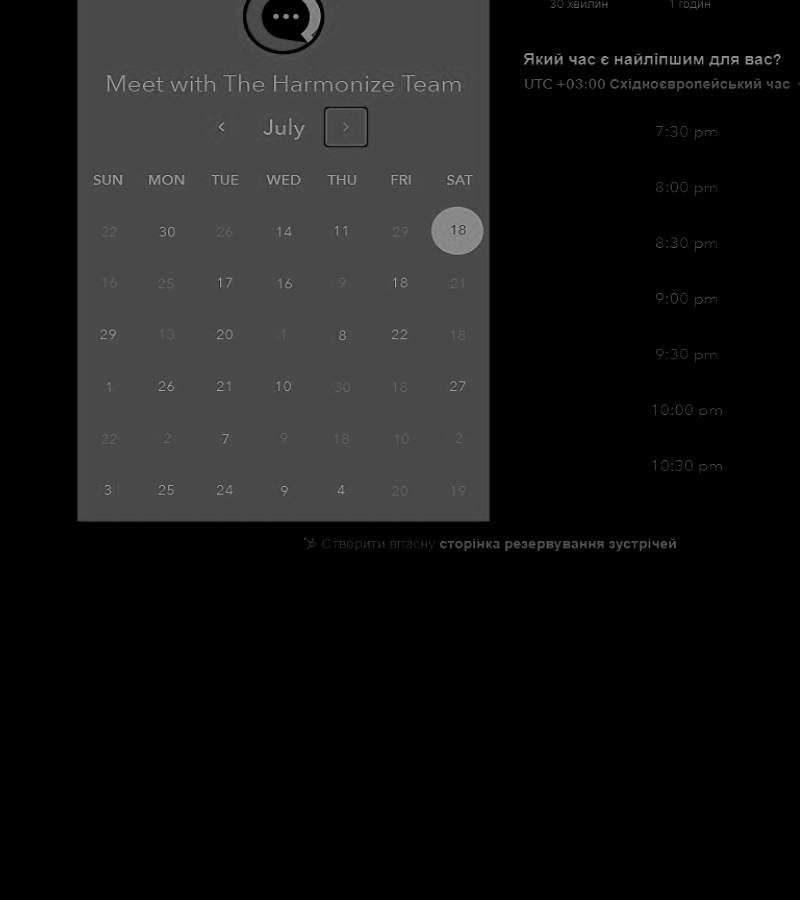 30 хвилин 1 годин
Який час є найліпшим для вас?
UTC +03:00 Східноєвропейський час
Meet with The Harmonize Team
July
SUN MON TUE WED THU FRI SAT
22 30 26 14 11 29 18
16 25 17 16 9 18 21
29 13 20 1 8 22 18
1 26 21 10 30 18 27
22 2 7 9 18 10 2
3 25 24 9 4 20 19
7:30 pm
8:00 pm
8:30 pm
9:00 pm
9:30 pm
10:00 pm
10:30 pm
Створити власну сторінка резервування зустрічей